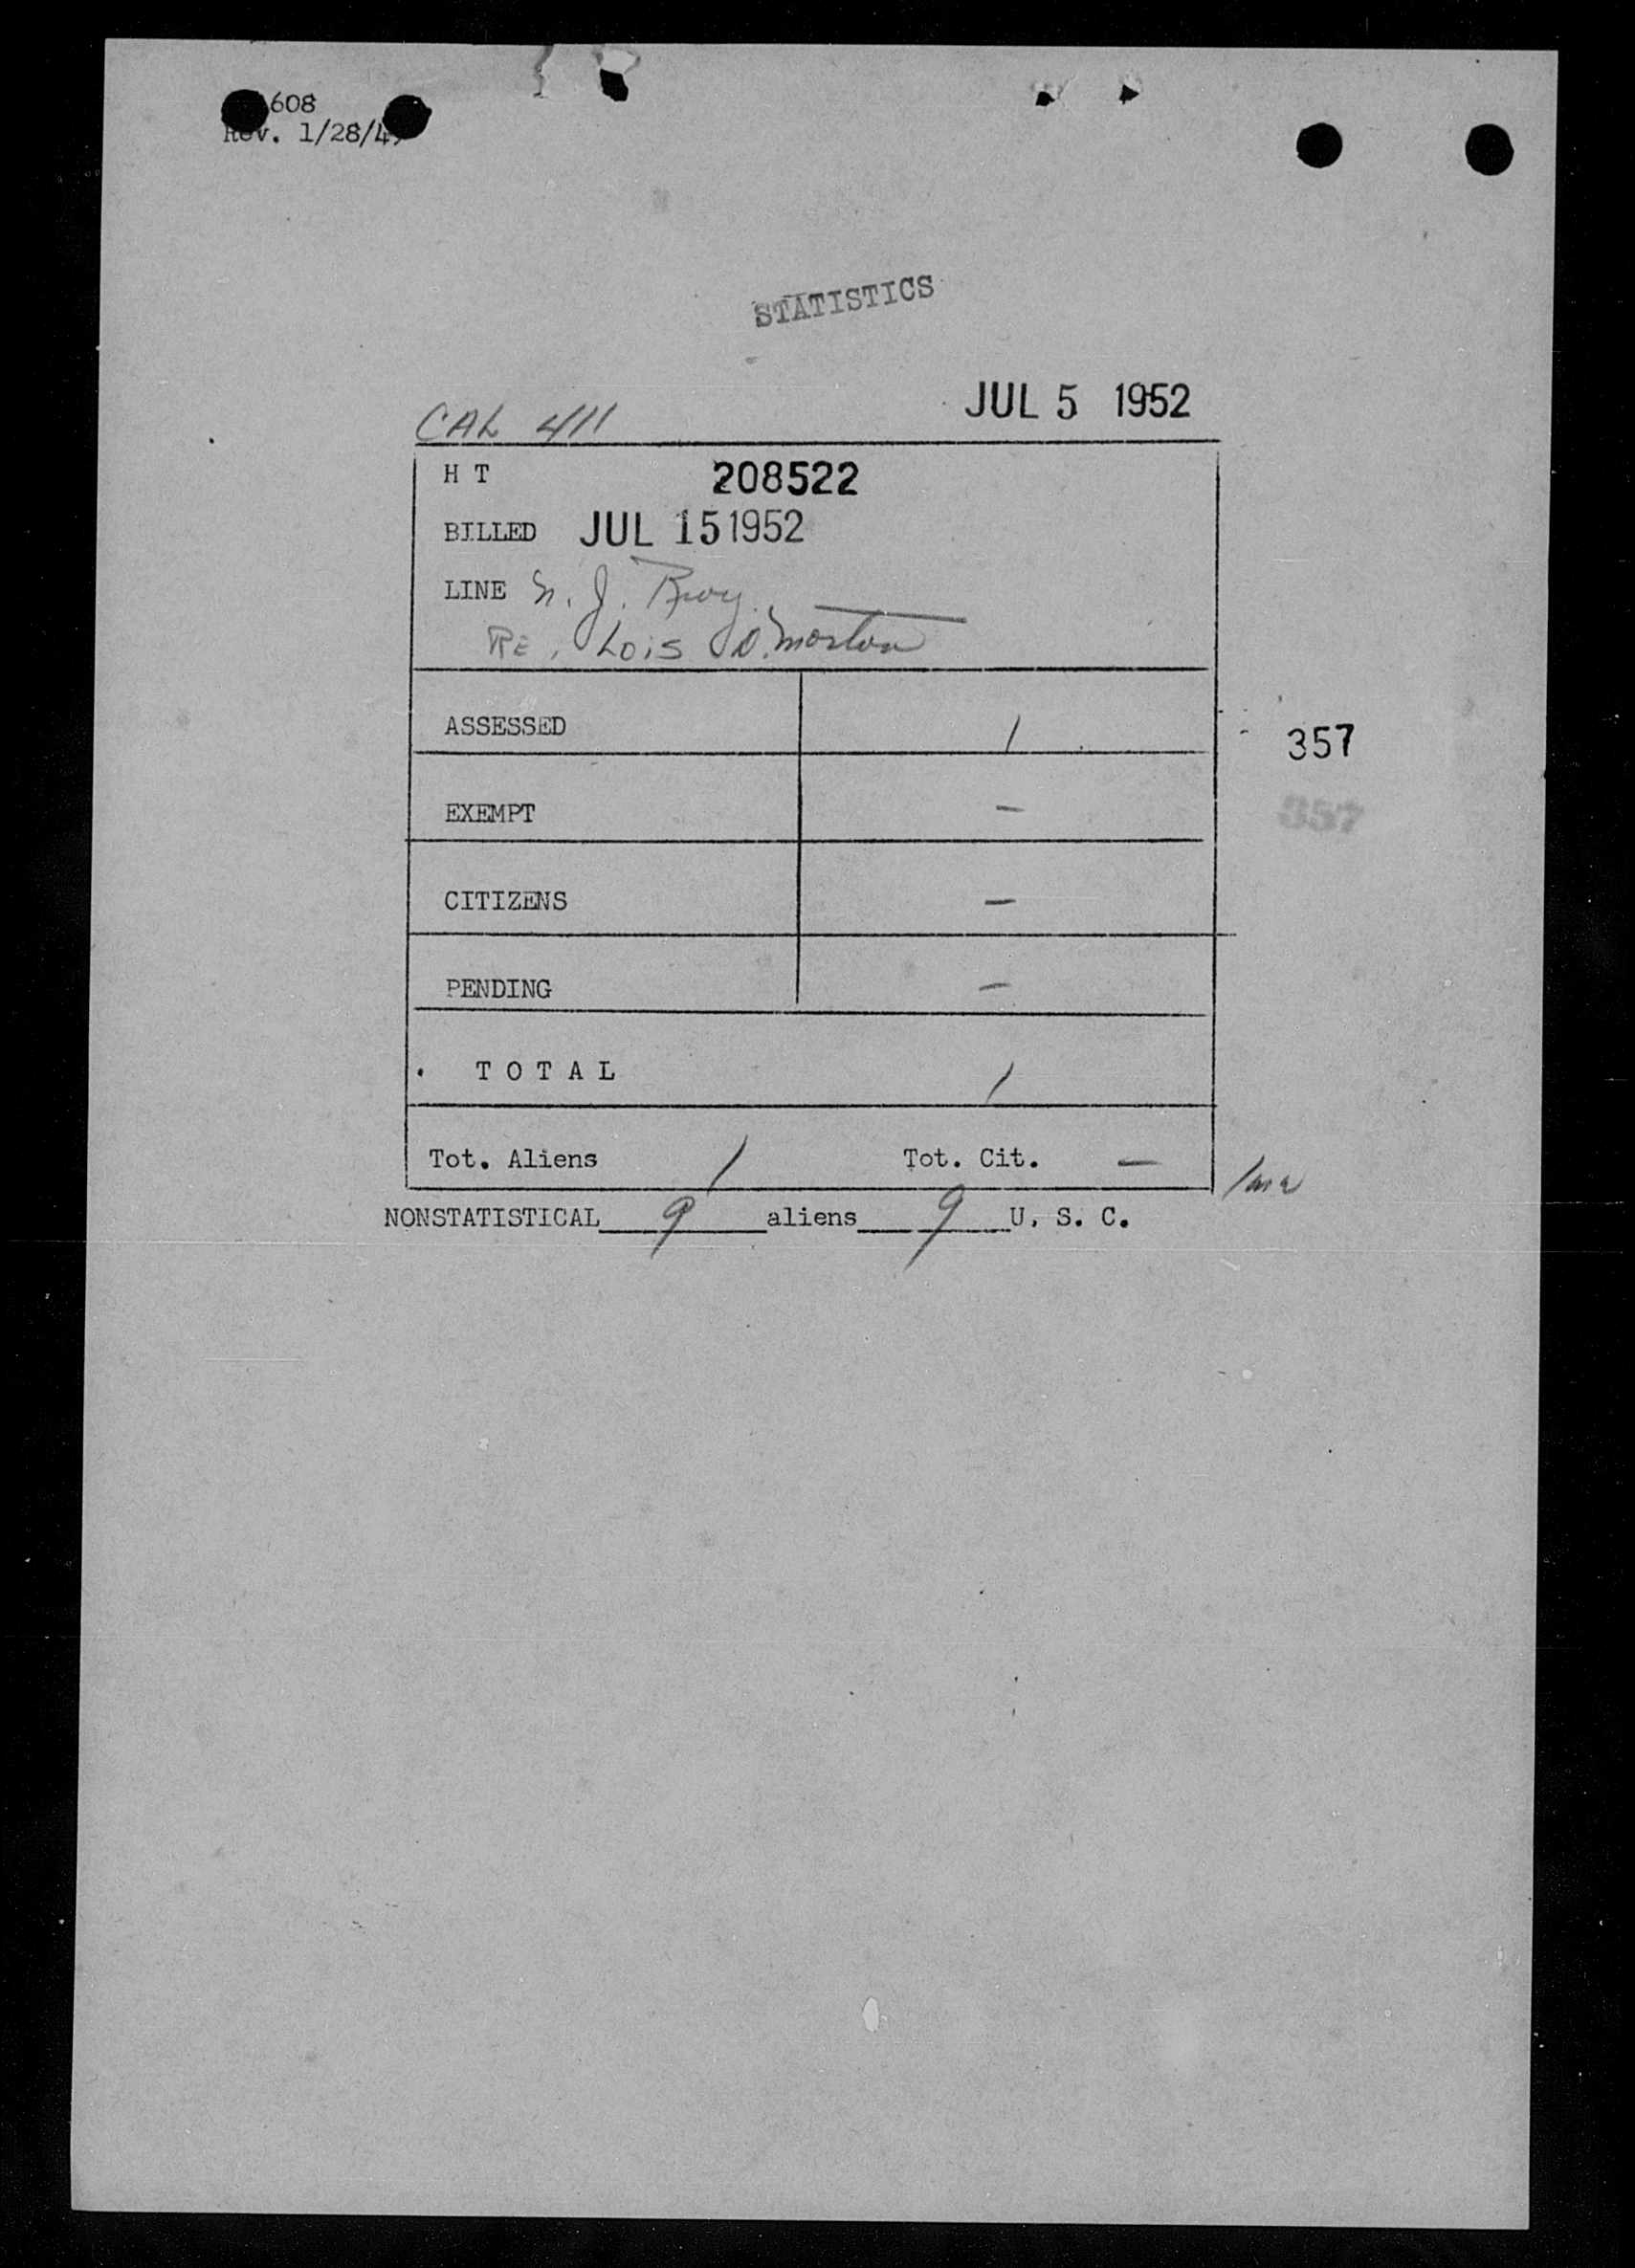 608
Rev. 1/28/4
STATISTICS
CAL 411
JUL 5 1952
H T 208522
BILLED JUL 15 1952
LINE N. J.
RE, Lois O. Morton
ASSESSED 1
357
EXEMPT —
357
CITIZENS —
PENDING —
T O T A L 1
Tot. Aliens 1 Tot. Cit. —
NONSTATISTICAL 9 aliens 9 U. S. C.